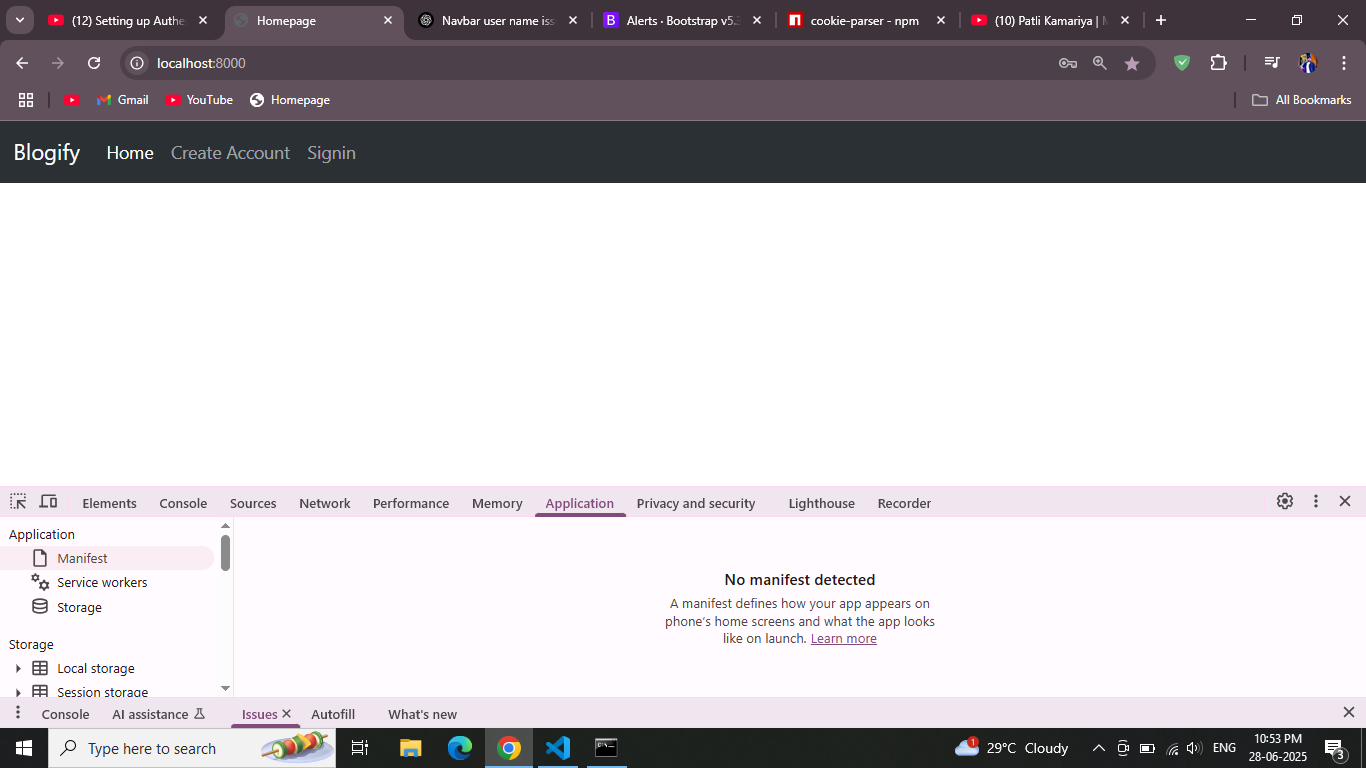 (12) Setting up Authe
Homepage
Navbar user name iss
Alerts · Bootstrap v5.3
cookie-parser - npm
(10) Patli Kamariya | M
localhost:8000
Gmail
YouTube
Homepage
All Bookmarks
Blogify
Home
Create Account
Signin
Elements
Console
Sources
Network
Performance
Memory
Application
Privacy and security
Lighthouse
Recorder
Application
Manifest
Service workers
Storage
Storage
Local storage
Session storage
No manifest detected
A manifest defines how your app appears on
phone's home screens and what the app looks
like on launch. Learn more
Console
AI assistance
Issues
Autofill
What's new
Type here to search
1
29°C Cloudy
ENG
10:53 PM
28-06-2025
3